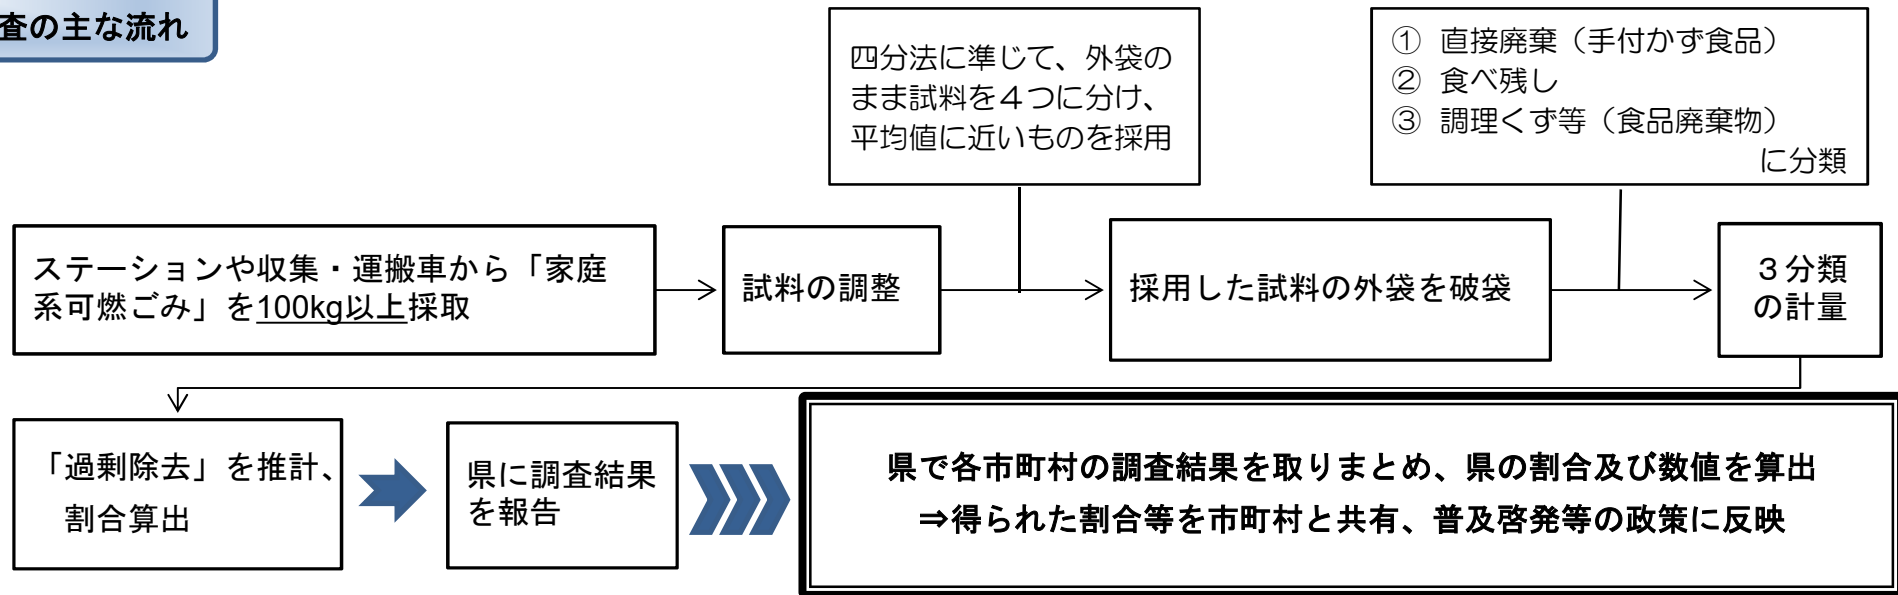 査の主な流れ
四分法に準じて、外袋の
まま試料を４つに分け、
平均値に近いものを採用
① 直接廃棄（手付かず食品）
② 食べ残し
③ 調理くず等（食品廃棄物）
に分類
ステーションや収集・運搬車から「家庭
系可燃ごみ」を100kg以上採取
試料の調整
採用した試料の外袋を破袋
３分類
の計量
「過剰除去」を推計、
割合算出
県に調査結果
を報告
県で各市町村の調査結果を取りまとめ、県の割合及び数値を算出
⇒得られた割合等を市町村と共有、普及啓発等の政策に反映